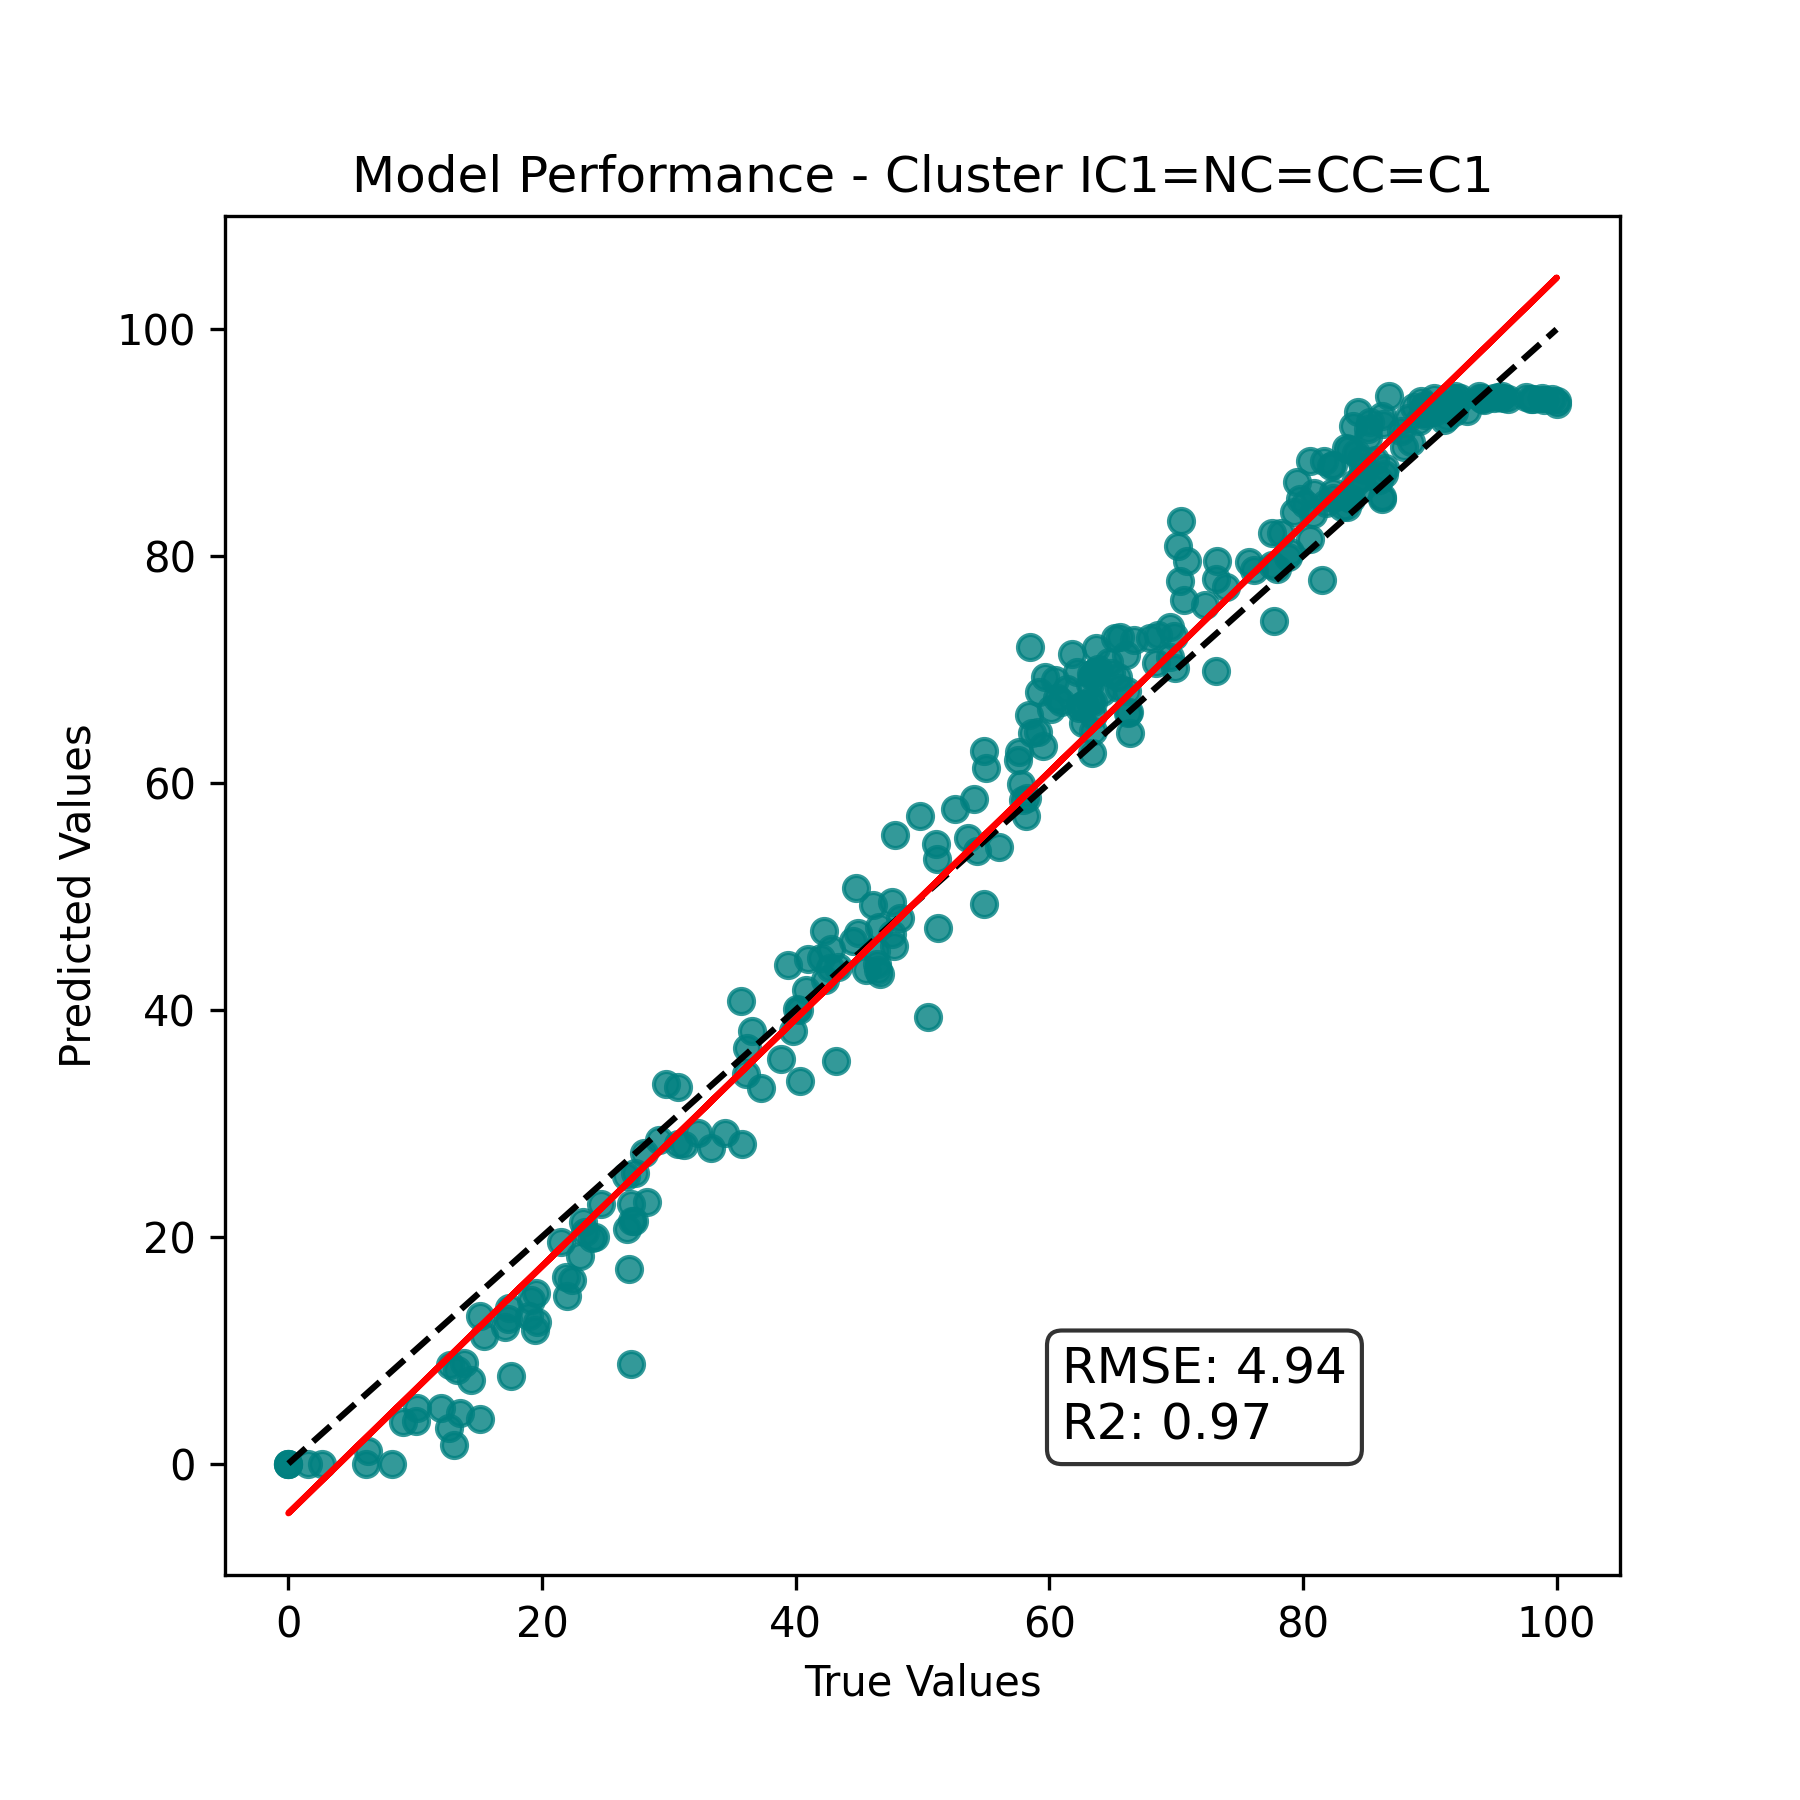 Model Performance - Cluster IC1=NC=CC=C1
100
80
60
40
20
0
Predicted Values
RMSE: 4.94
R2: 0.97
0 20 40 60 80 100
True Values